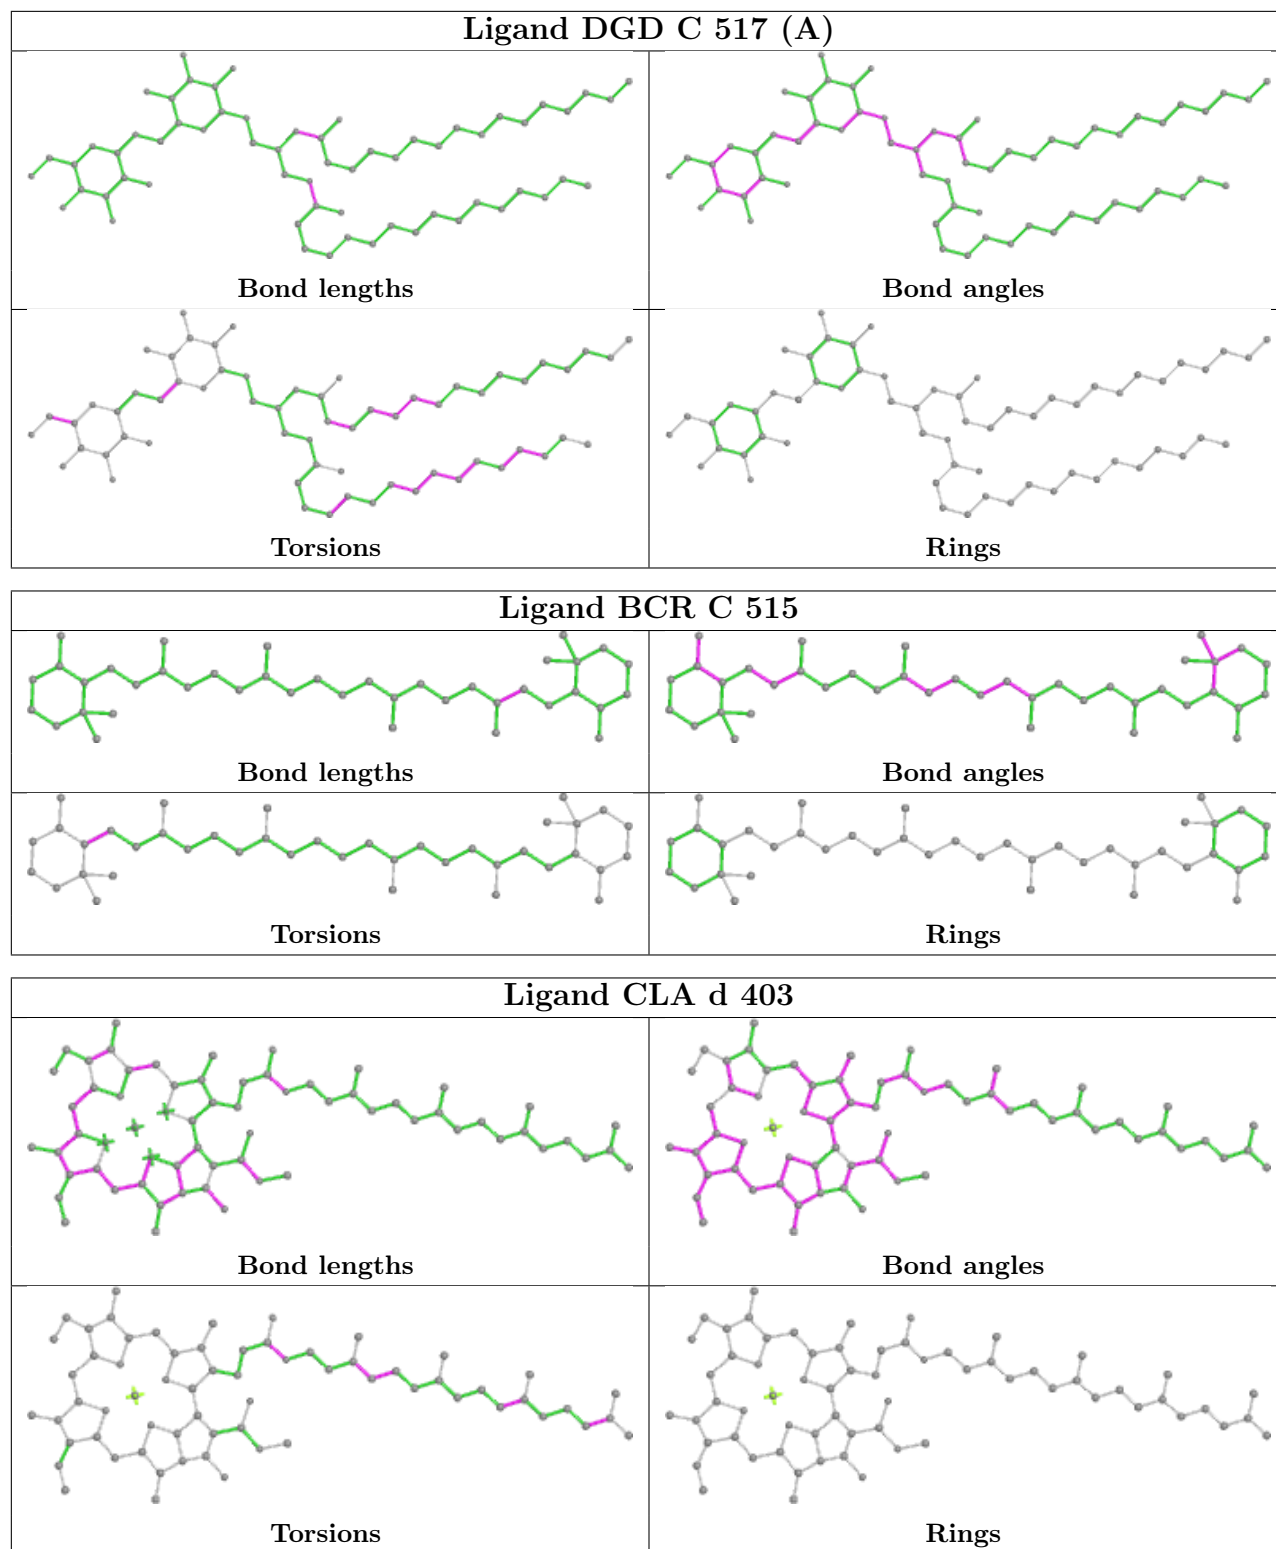 Ligand DGD C 517 (A)
Bond lengths
Bond angles
Torsions
Rings
Ligand BCR C 515
Bond lengths
Bond angles
Torsions
Rings
Ligand CLA d 403
Bond lengths
Bond angles
Torsions
Rings